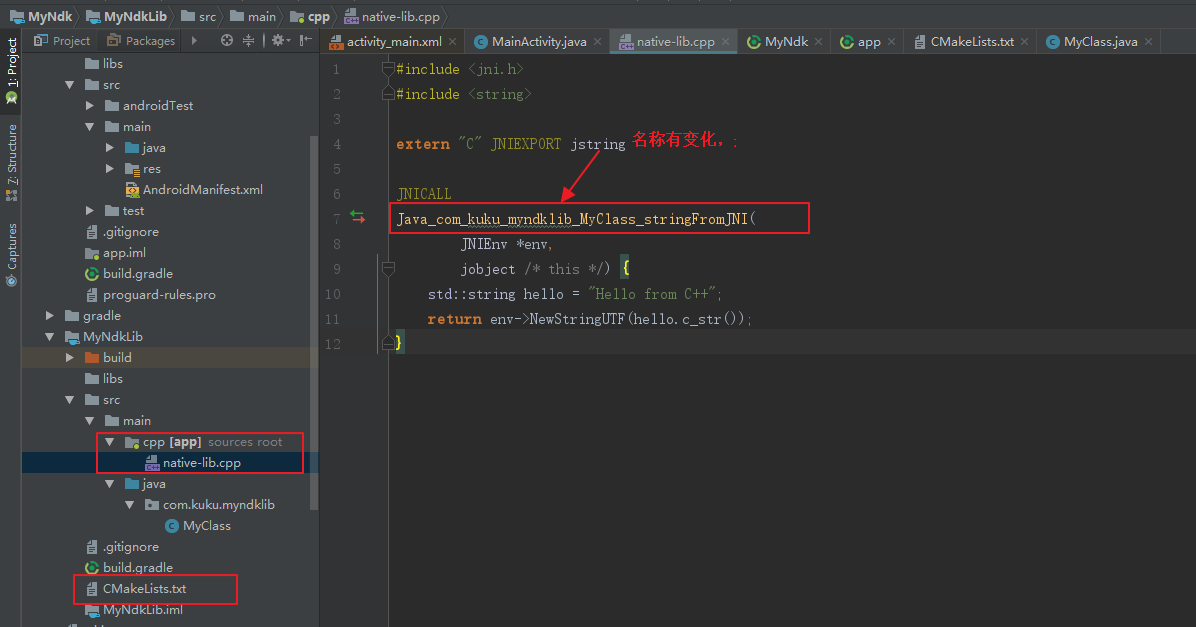 MyNdk MyNdkLib src main cpp native-lib.cpp
Project Packages
activity_main.xml MainActivity.java native-lib.cpp MyNdk app CMakeLists.txt MyClass.java
1: Project
Z: Structure
Captures
libs
src
androidTest
main
java
res
AndroidManifest.xml
test
.gitignore
app.iml
build.gradle
proguard-rules.pro
gradle
MyNdkLib
build
libs
src
main
cpp [app] sources root
native-lib.cpp
java
com.kuku.myndklib
MyClass
.gitignore
build.gradle
CMakeLists.txt
MyNdkLib.iml
1 #include <jni.h>
2 #include <string>
3
4 extern "C" JNIEXPORT jstring 名称有变化,;
5
6 JNICALL
7 Java_com_kuku_myndklib_MyClass_stringFromJNI(
8 JNIEnv *env,
9 jobject /* this */) {
10 std::string hello = "Hello from C++";
11 return env->NewStringUTF(hello.c_str());
12 }